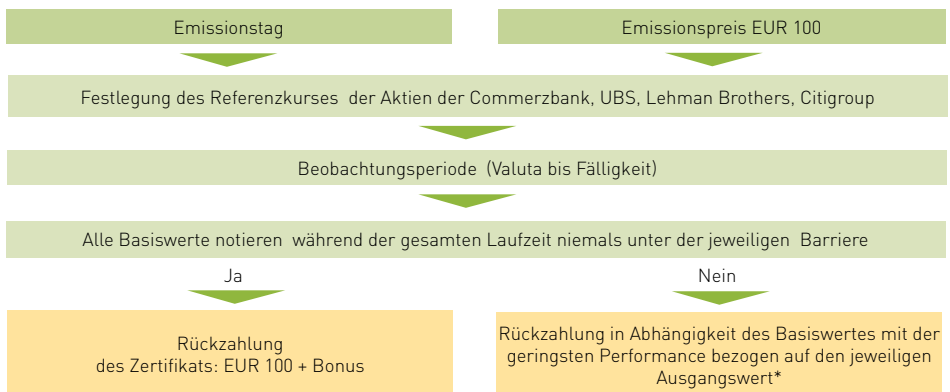 Emissionstag
Emissionspreis EUR 100
Festlegung des Referenzkurses der Aktien der Commerzbank, UBS, Lehman Brothers, Citigroup
Beobachtungsperiode (Valuta bis Fälligkeit)
Alle Basiswerte notieren während der gesamten Laufzeit niemals unter der jeweiligen Barriere
Ja
Nein
Rückzahlung
des Zertifikats: EUR 100 + Bonus
Rückzahlung in Abhängigkeit des Basiswertes mit der
geringsten Performance bezogen auf den jeweiligen
Ausgangswert*